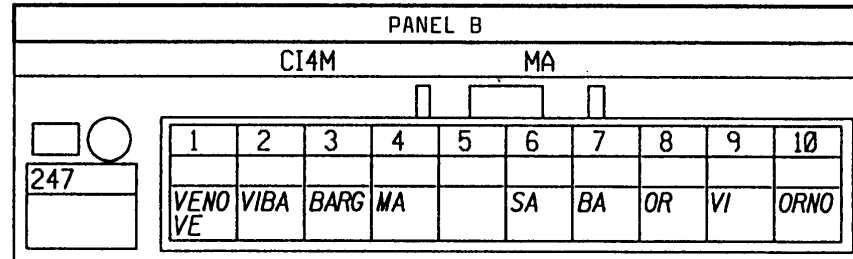 PANEL B
CI4M MA
1 2 3 4 5 6 7 8 9 10
247
VENO VIBA BARG MA SA BA OR VI ORNO
VE